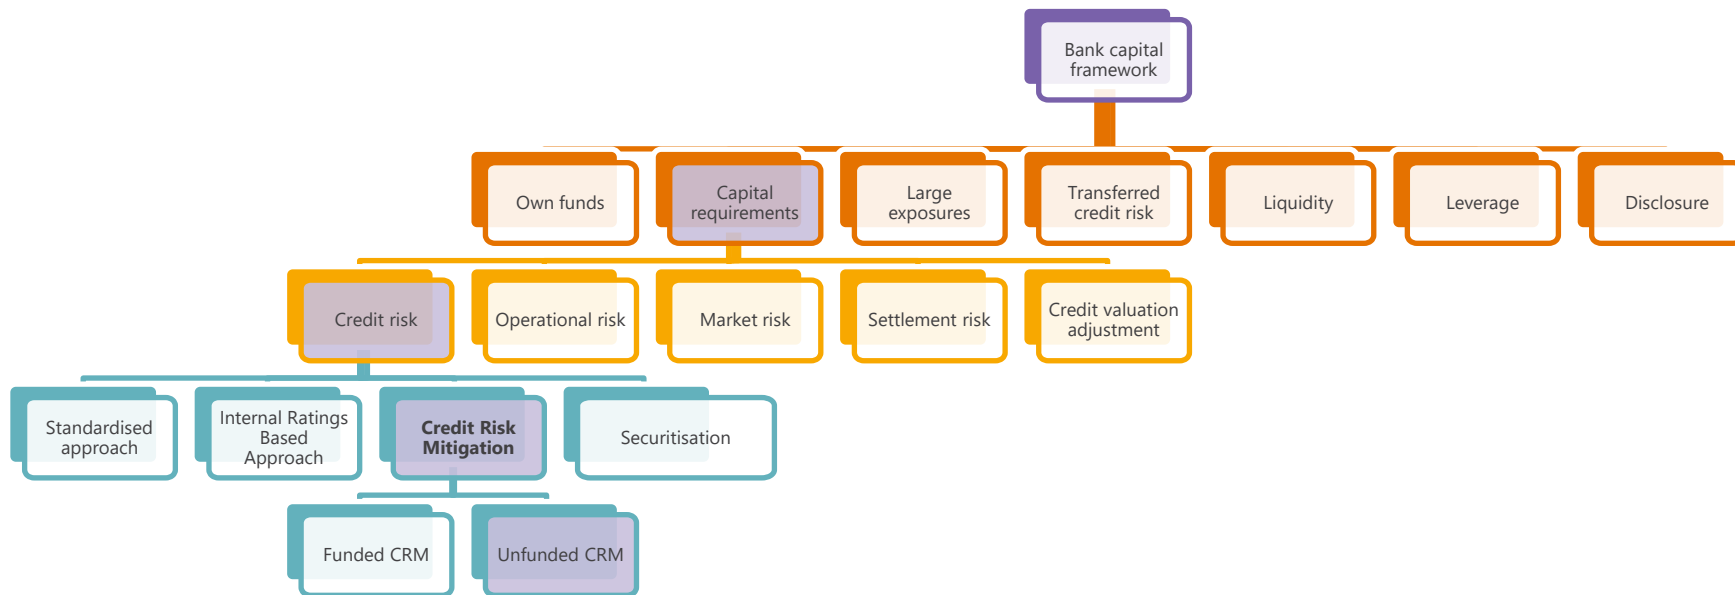 Bank capital
framework
Own funds
Capital
requirements
Large
exposures
Transferred
credit risk
Liquidity
Leverage
Disclosure
Credit risk
Operational risk
Market risk
Settlement risk
Credit valuation
adjustment
Standardised
approach
Internal Ratings
Based
Approach
Credit Risk
Mitigation
Securitisation
Funded CRM
Unfunded CRM